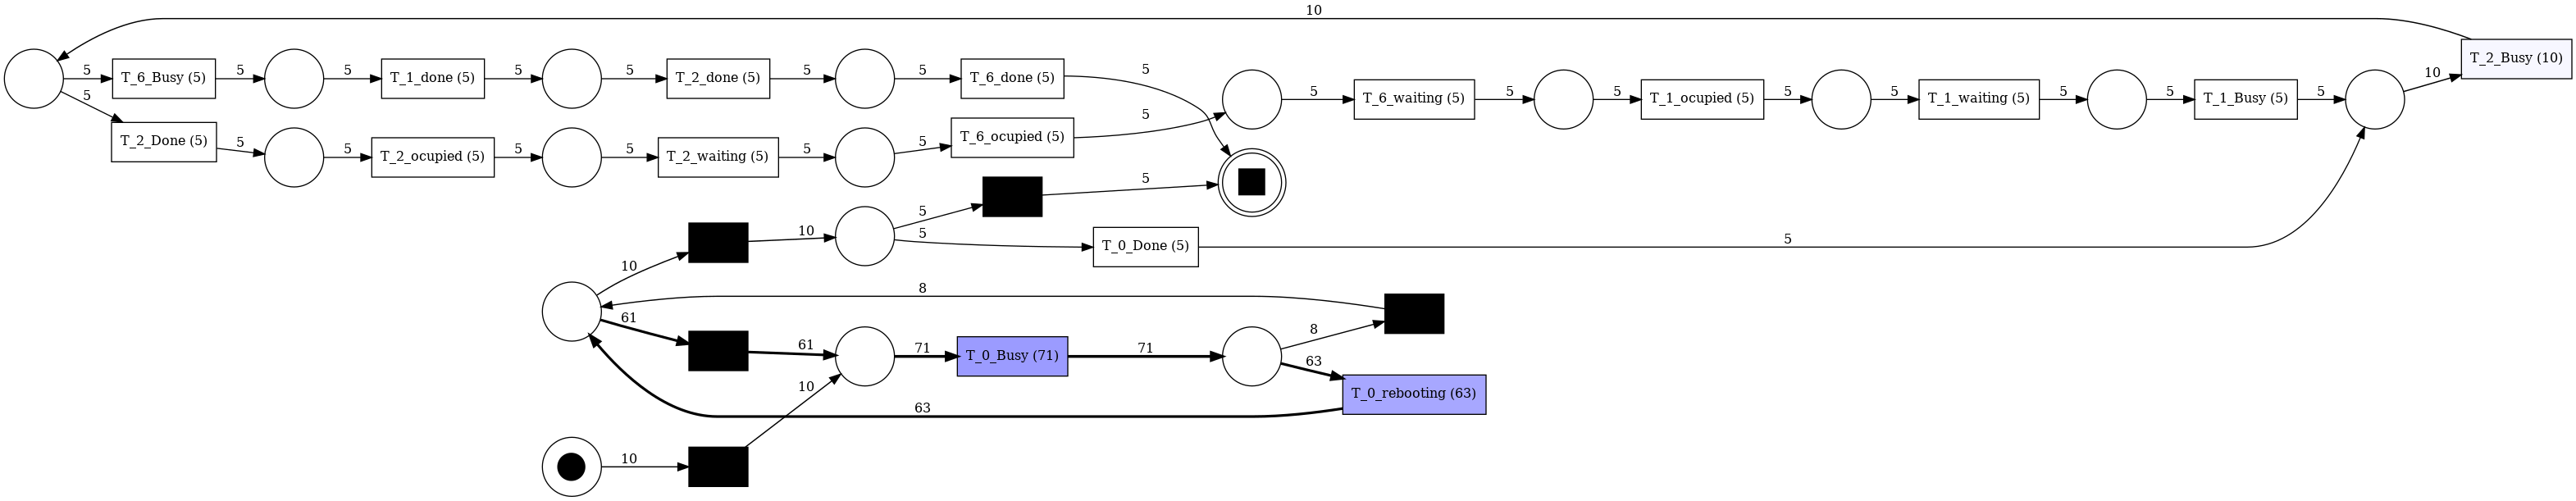 10
5
T_6_Busy (5)
5
5
T_1_done (5)
5
5
T_2_done (5)
5
5
T_6_done (5)
5
5
T_2_Done (5)
5
5
T_2_ocupied (5)
5
5
T_2_waiting (5)
5
5
T_6_ocupied (5)
5
5
T_6_waiting (5)
5
5
T_1_ocupied (5)
5
5
T_1_waiting (5)
5
5
T_1_Busy (5)
5
10
T_2_Busy (10)
5
5
10
10
5
T_0_Done (5)
5
8
61
61
71
T_0_Busy (71)
71
8
63
T_0_rebooting (63)
10
63
10